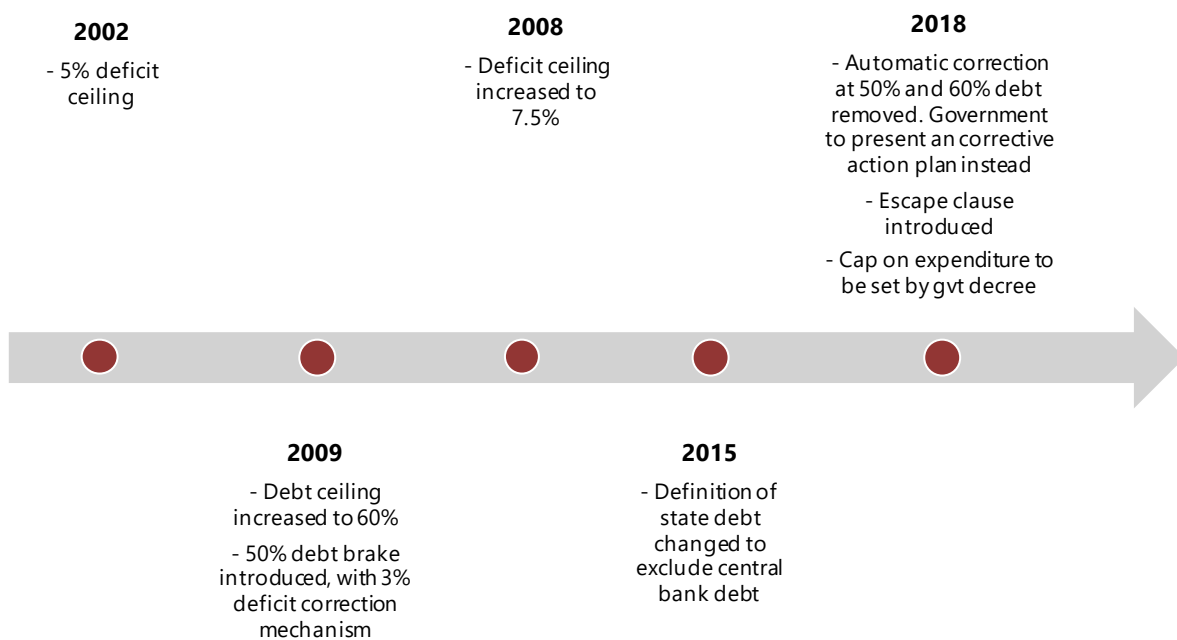 2002
- 5% deficit
ceiling
2008
- Deficit ceiling
increased to
7.5%
2018
- Automatic correction
at 50% and 60% debt
removed. Government
to present an corrective
action plan instead
- Escape clause
introduced
- Cap on expenditure to
be set by gvt decree
2009
- Debt ceiling
increased to 60%
- 50% debt brake
introduced, with 3%
deficit correction
mechanism
2015
- Definition of
state debt
changed to
exclude central
bank debt